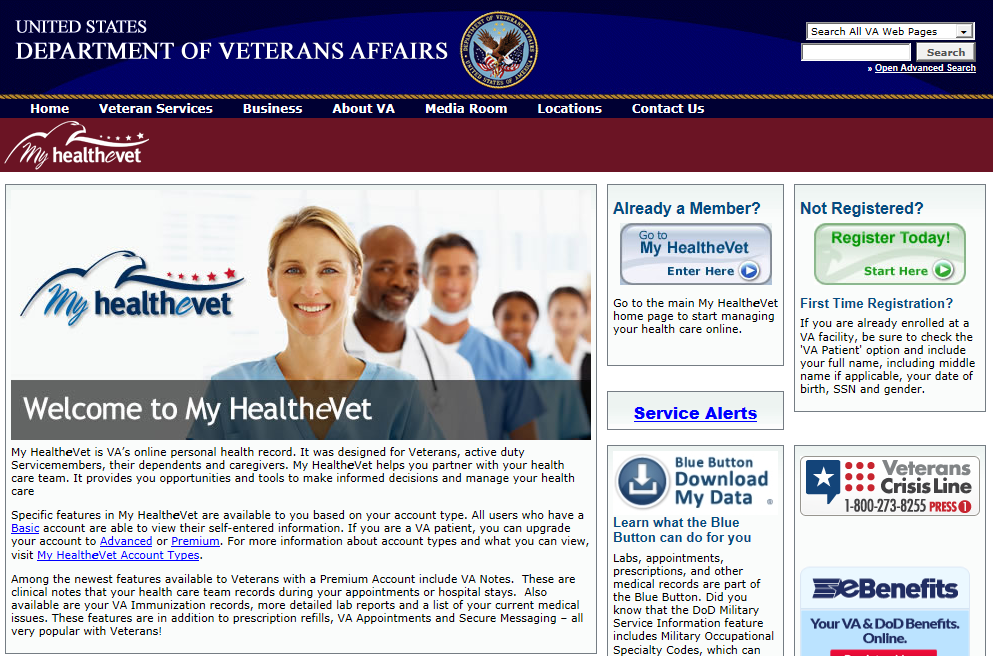 UNITED STATES
DEPARTMENT OF VETERANS AFFAIRS
Search All VA Web Pages
Search
» Open Advanced Search
Home
Veteran Services
Business
About VA
Media Room
Locations
Contact Us
My healthevet
My healthevet
Welcome to My HealtheVet
My HealtheVet is VA's online personal health record. It was designed for Veterans, active duty
Servicemembers, their dependents and caregivers. My HealtheVet helps you partner with your health
care team. It provides you opportunities and tools to make informed decisions and manage your health
care
Specific features in My HealtheVet are available to you based on your account type. All users who have a
Basic account are able to view their self-entered information. If you are a VA patient, you can upgrade
your account to Advanced or Premium. For more information about account types and what you can view,
visit My HealtheVet Account Types.
Among the newest features available to Veterans with a Premium Account include VA Notes.  These are
clinical notes that your health care team records during your appointments or hospital stays.  Also
available are your VA Immunization records, more detailed lab reports and a list of your current medical
issues. These features are in addition to prescription refills, VA Appointments and Secure Messaging – all
very popular with Veterans!
Already a Member?
Go to
My HealtheVet
Enter Here
Go to the main My HealtheVet
home page to start managing
your health care online.
Service Alerts
Blue Button
Download
My Data ®
Learn what the Blue
Button can do for you
Labs, appointments,
prescriptions, and other
medical records are part of
the Blue Button. Did you
know that the DoD Military
Service Information feature
includes Military Occupational
Specialty Codes, which can
Not Registered?
Register Today!
Start Here
First Time Registration?
If you are already enrolled at a
VA facility, be sure to check the
'VA Patient' option and include
your full name, including middle
name if applicable, your date of
birth, SSN and gender.
Veterans
Crisis Line
1-800-273-8255 PRESS 1
eBenefits
Your VA & DoD Benefits.
Online.